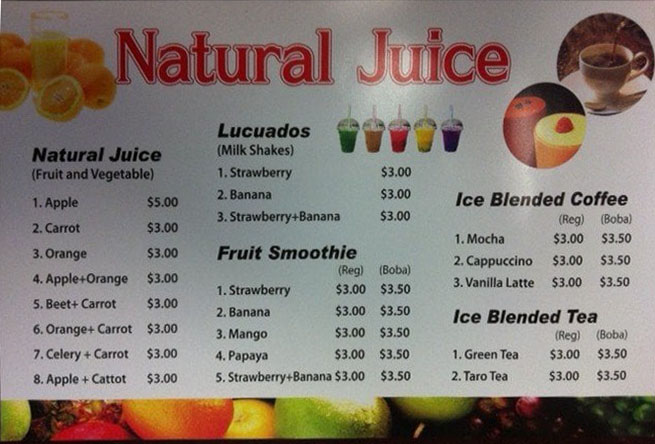 Natural Juice
Natural Juice
(Fruit and Vegetable)
1. Apple $5.00
2. Carrot $3.00
3. Orange $3.00
4. Apple+Orange $3.00
5. Beet+ Carrot $3.00
6. Orange+ Carrot $3.00
7. Celery + Carrot $3.00
8. Apple + Cattot $3.00
Lucuados
(Milk Shakes)
1. Strawberry $3.00
2. Banana $3.00
3. Strawberry+Banana $3.00
Fruit Smoothie
(Reg) (Boba)
1. Strawberry $3.00 $3.50
2. Banana $3.00 $3.50
3. Mango $3.00 $3.50
4. Papaya $3.00 $3.50
5. Strawberry+Banana $3.00 $3.50
Ice Blended Coffee
(Reg) (Boba)
1. Mocha $3.00 $3.50
2. Cappuccino $3.00 $3.50
3. Vanilla Latte $3.00 $3.50
Ice Blended Tea
(Reg) (Boba)
1. Green Tea $3.00 $3.50
2. Taro Tea $3.00 $3.50